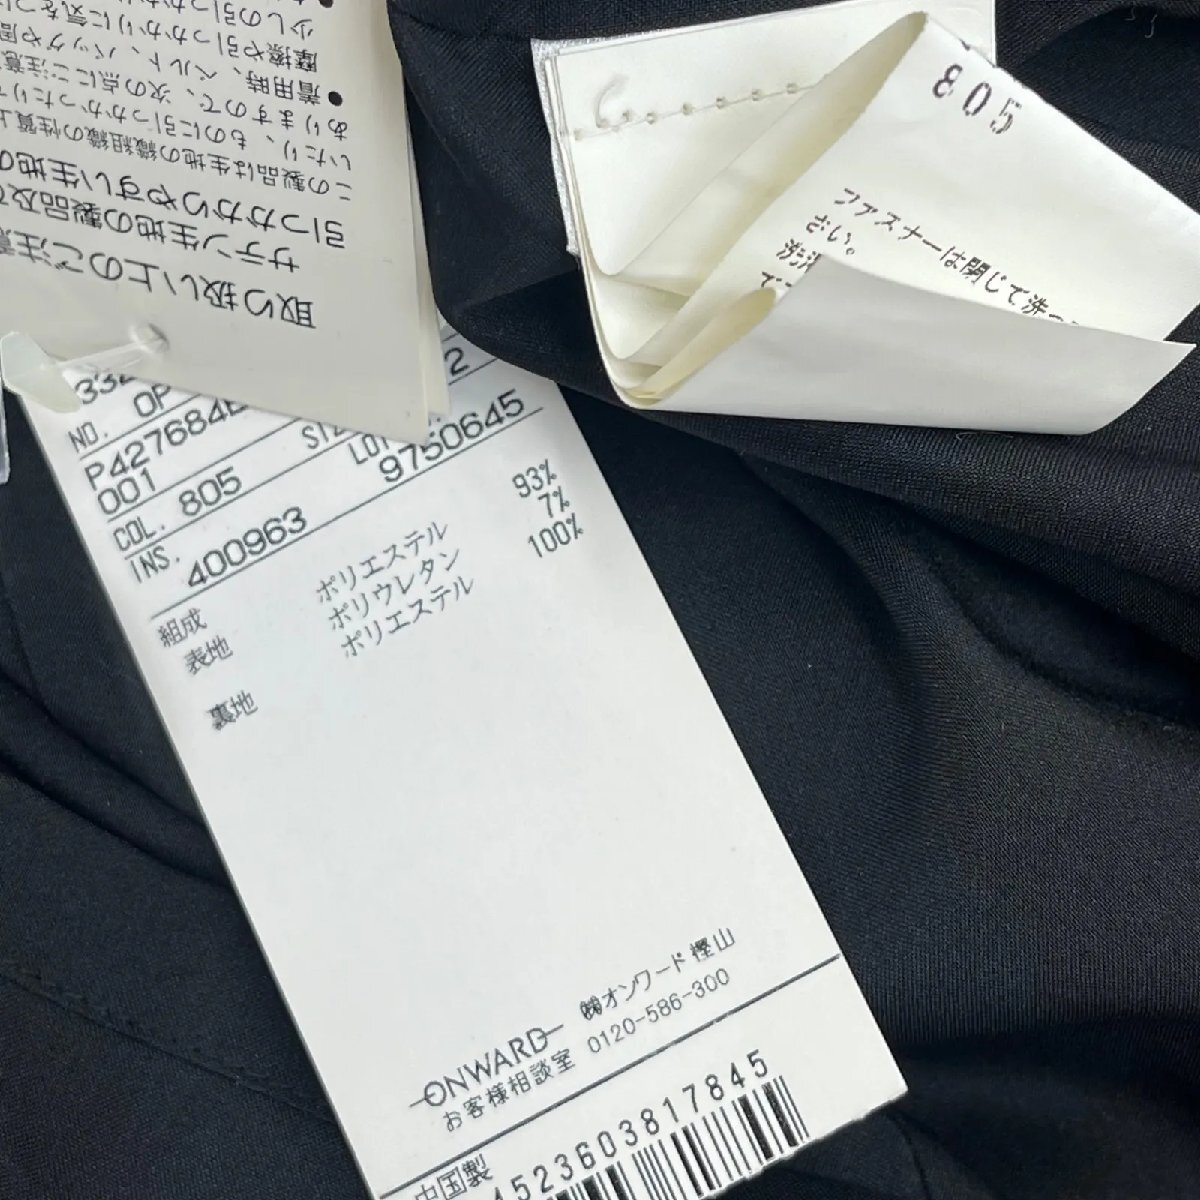 取り扱い上のご注意
サテン生地の製品及び
引っかかりやすい生地の
この製品は生地の織組織の性質上
いたり、ものに引っかかったり
ありますので、次の点にご注意
●着用時、ベルト、バッグや
摩擦や引っかかり
少しの引っかかりに気を
805
ファスナーは閉じて洗っ
さい。
NO. OP
P42768
001
COL. 805
INS. 400963
9750645
組成
表地 ポリエステル 93%
ポリウレタン 7%
裏地 ポリエステル 100%
ONWARD ㈱オンワード樫山
お客様相談室 0120-586-300
中国製
4523603817845